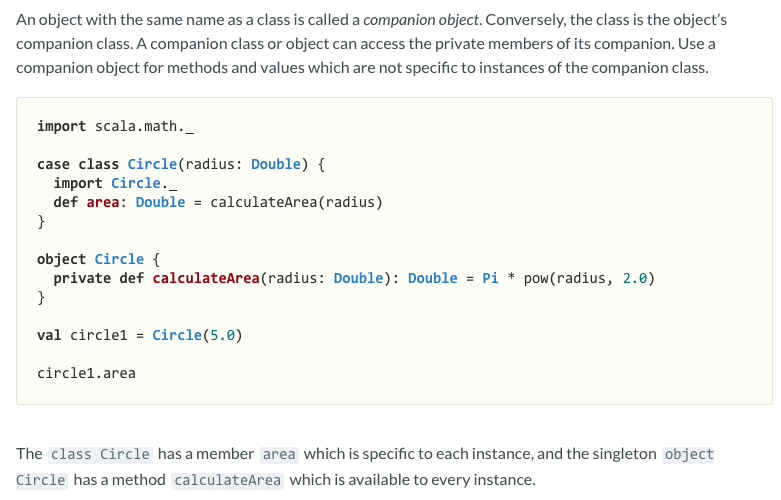 An object with the same name as a class is called a companion object. Conversely, the class is the object’s
companion class. A companion class or object can access the private members of its companion. Use a
companion object for methods and values which are not specific to instances of the companion class.
import scala.math._
case class Circle(radius: Double) {
  import Circle._
  def area: Double = calculateArea(radius)
}
object Circle {
  private def calculateArea(radius: Double): Double = Pi * pow(radius, 2.0)
}
val circle1 = Circle(5.0)
circle1.area
The class Circle has a member area which is specific to each instance, and the singleton object
Circle has a method calculateArea which is available to every instance.